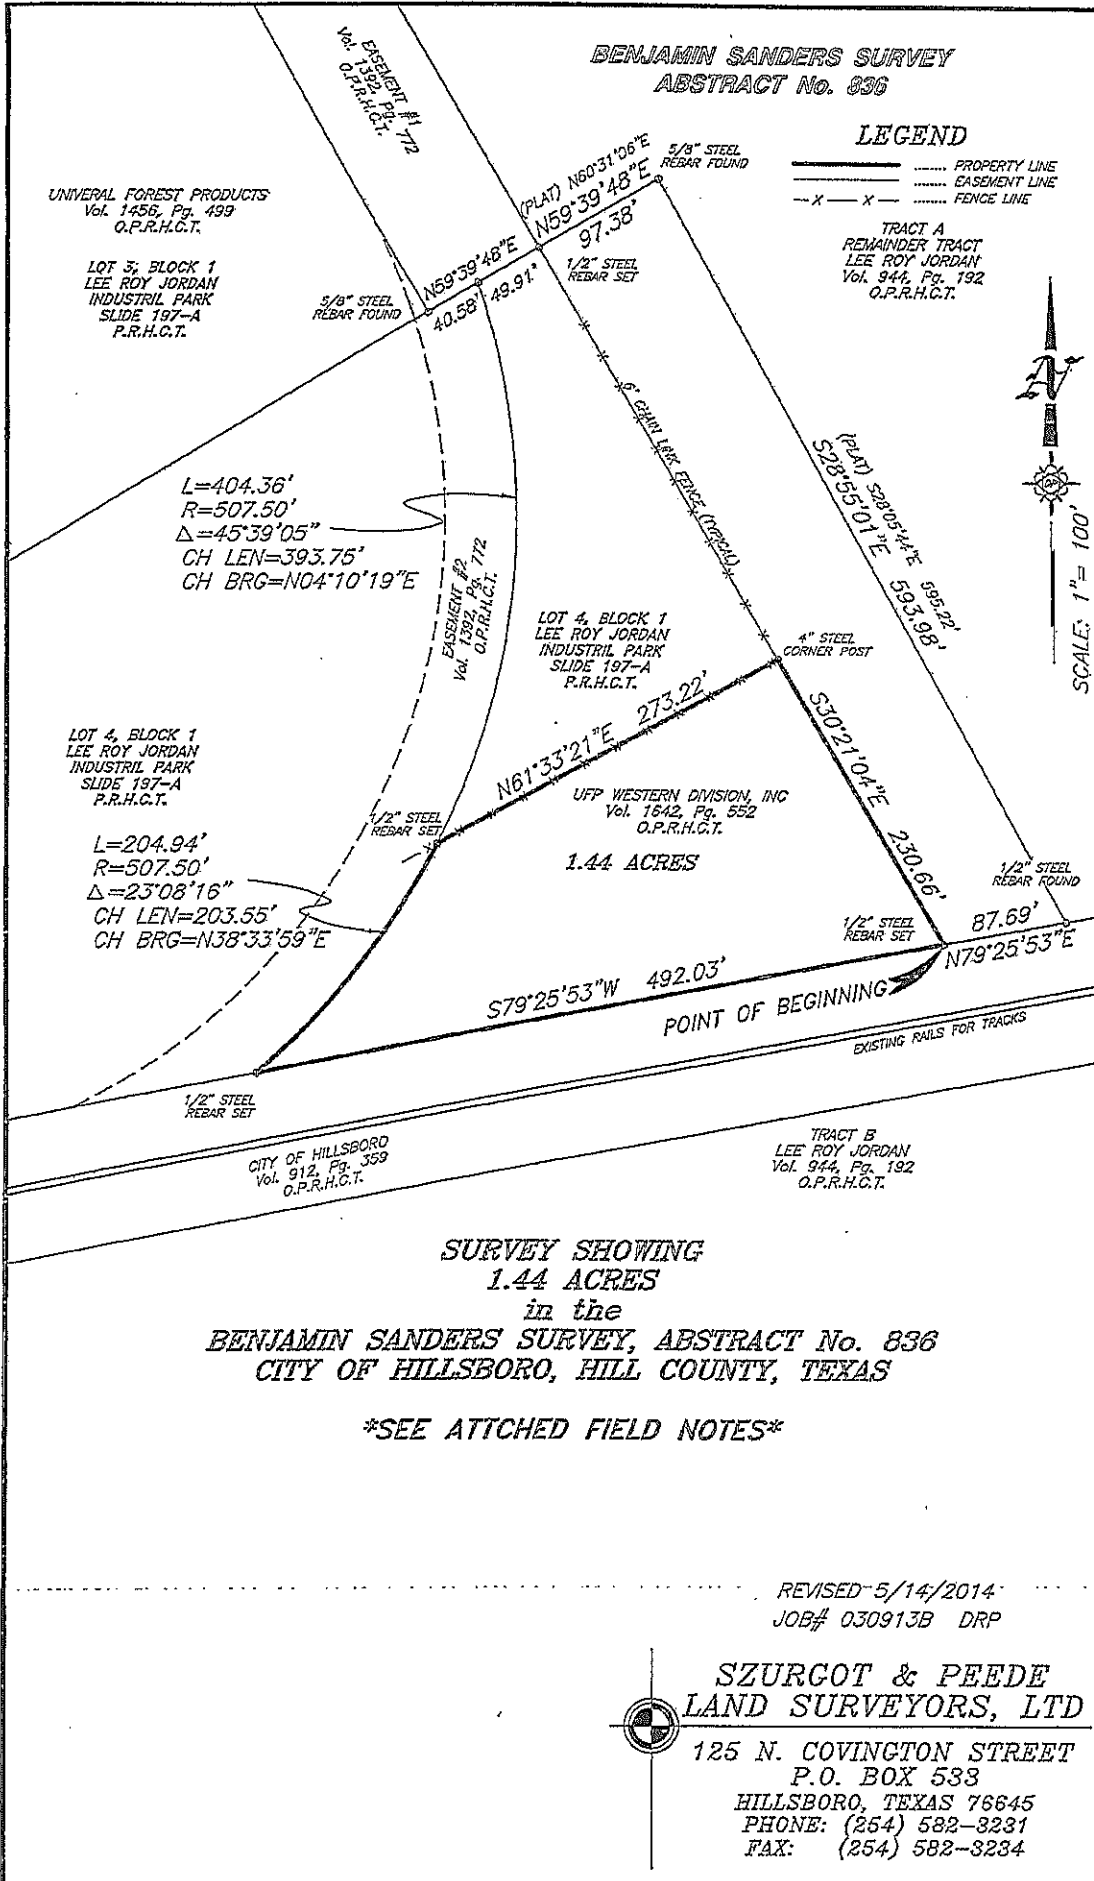 BENJAMIN SANDERS SURVEY
ABSTRACT No. 836
LEGEND
PROPERTY LINE
EASEMENT LINE
FENCE LINE
EASEMENT #1
Vol. 1392, Pg. 772
O.P.R.H.C.T.
UNIVERAL FOREST PRODUCTS
Vol. 1456, Pg. 499
O.P.R.H.C.T.
LOT 3, BLOCK 1
LEE ROY JORDAN
INDUSTRIL PARK
SLIDE 197-A
P.R.H.C.T.
5/8" STEEL
REBAR FOUND
N59°39'48"E
40.58'
49.91'
(PLAT) N60°31'06"E
N59°39'48"E
97.38'
1/2" STEEL
REBAR SET
5/8" STEEL
REBAR FOUND
TRACT A
REMAINDER TRACT
LEE ROY JORDAN
Vol. 944, Pg. 192
O.P.R.H.C.T.
N
SCALE: 1"= 100'
6' CHAIN LINK FENCE (TYPICAL)
(PLAT) S28°05'44"E 595.22'
S28°55'01"E 593.98'
L=404.36'
R=507.50'
Δ=45°39'05"
CH LEN=393.75'
CH BRG=N04°10'19"E
EASEMENT #2
Vol. 1392, Pg. 772
O.P.R.H.C.T.
LOT 4, BLOCK 1
LEE ROY JORDAN
INDUSTRIL PARK
SLIDE 197-A
P.R.H.C.T.
4" STEEL
CORNER POST
LOT 4, BLOCK 1
LEE ROY JORDAN
INDUSTRIL PARK
SLIDE 197-A
P.R.H.C.T.
N61°33'21"E 273.22'
S30°21'04"E 230.66'
1/2" STEEL
REBAR SET
UFP WESTERN DIVISION, INC
Vol. 1642, Pg. 552
O.P.R.H.C.T.
1.44 ACRES
L=204.94'
R=507.50'
Δ=23°08'16"
CH LEN=203.55'
CH BRG=N38°33'59"E
1/2" STEEL
REBAR FOUND
1/2" STEEL
REBAR SET
87.69'
N79°25'53"E
S79°25'53"W 492.03'
POINT OF BEGINNING
EXISTING RAILS FOR TRACKS
1/2" STEEL
REBAR SET
CITY OF HILLSBORO
Vol. 912, Pg. 359
O.P.R.H.C.T.
TRACT B
LEE ROY JORDAN
Vol. 944, Pg. 192
O.P.R.H.C.T.
SURVEY SHOWING
1.44 ACRES
in the
BENJAMIN SANDERS SURVEY, ABSTRACT No. 836
CITY OF HILLSBORO, HILL COUNTY, TEXAS
*SEE ATTCHED FIELD NOTES*
REVISED 5/14/2014
JOB# 030913B DRP
SZURGOT & PEEDE
LAND SURVEYORS, LTD
125 N. COVINGTON STREET
P.O. BOX 533
HILLSBORO, TEXAS 76645
PHONE: (254) 582-3231
FAX: (254) 582-3234